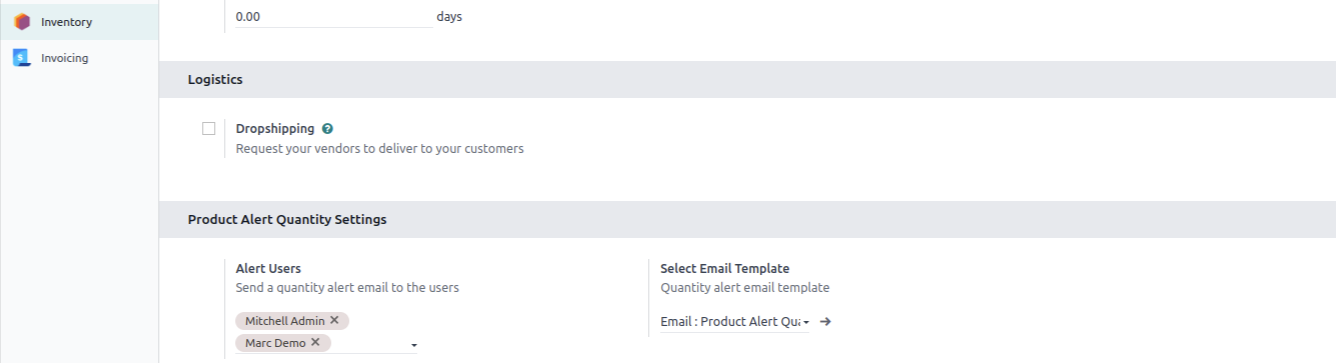 Inventory
Invoicing
0.00 days
Logistics
Dropshipping ?
Request your vendors to deliver to your customers
Product Alert Quantity Settings
Alert Users
Send a quantity alert email to the users
Mitchell Admin ✕
Marc Demo ✕
Select Email Template
Quantity alert email template
Email : Product Alert Qua